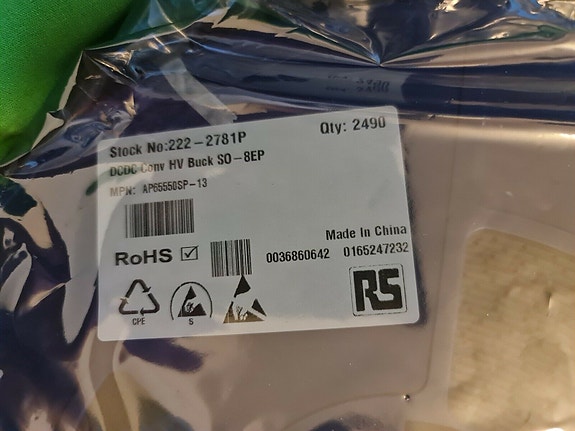 Stock No:222-2781P
Qty: 2490
DCDC Conv HV Buck SO-8EP
MPN: AP65550SP-13
Made In China
RoHS
0036860642 0165247232
RS
CPE
S